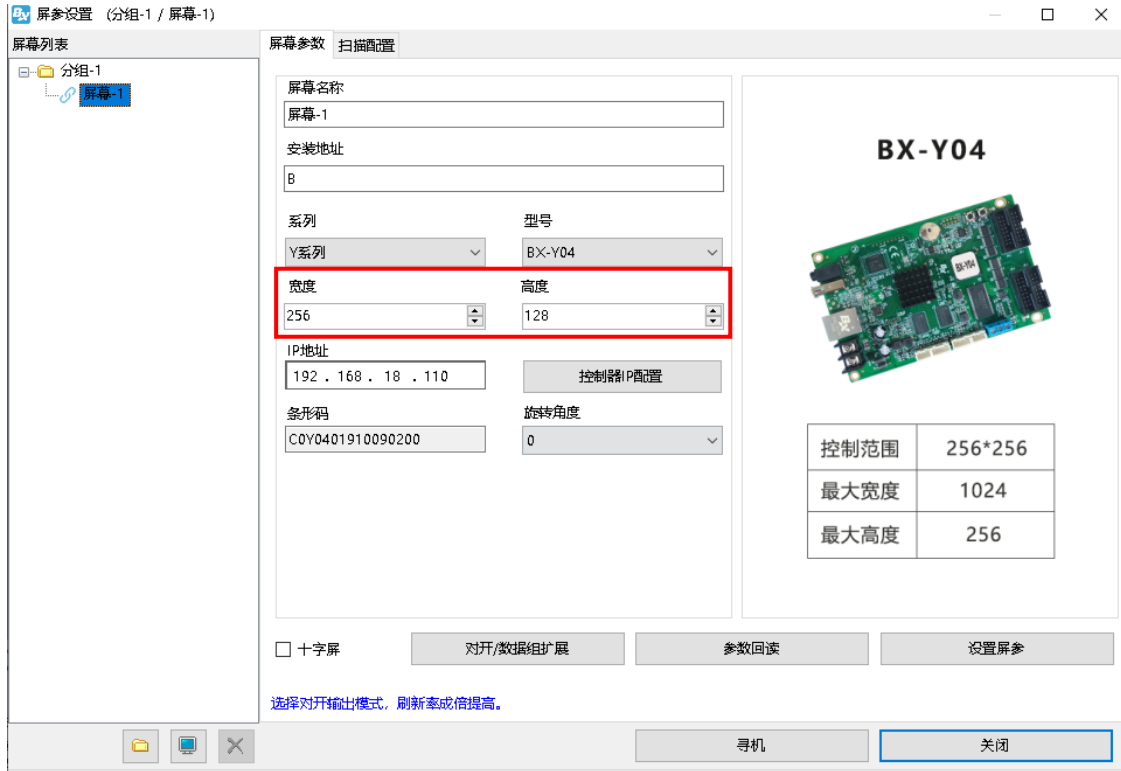 屏参设置 (分组-1 / 屏幕-1)
屏幕列表
分组-1
屏幕-1
屏幕参数 扫描配置
屏幕名称
屏幕-1
安装地址
B
系列 型号
Y系列 BX-Y04
宽度 高度
256 128
IP地址
192 . 168 . 18 . 110 控制器IP配置
条形码 旋转角度
C0Y0401910090200 0
BX-Y04
BX-Y04
控制范围 256*256
最大宽度 1024
最大高度 256
十字屏 对开/数据组扩展 参数回读 设置屏参
选择对开输出模式, 刷新率成倍提高。
寻机 关闭